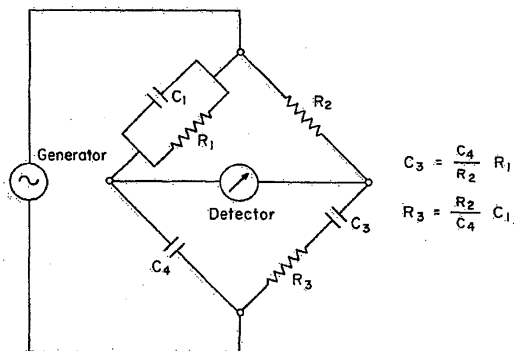 C1
R1
R2
Generator
Detector
C4
C3
R3
C3 = C4/R2 R1
R3 = R2/C4 C1